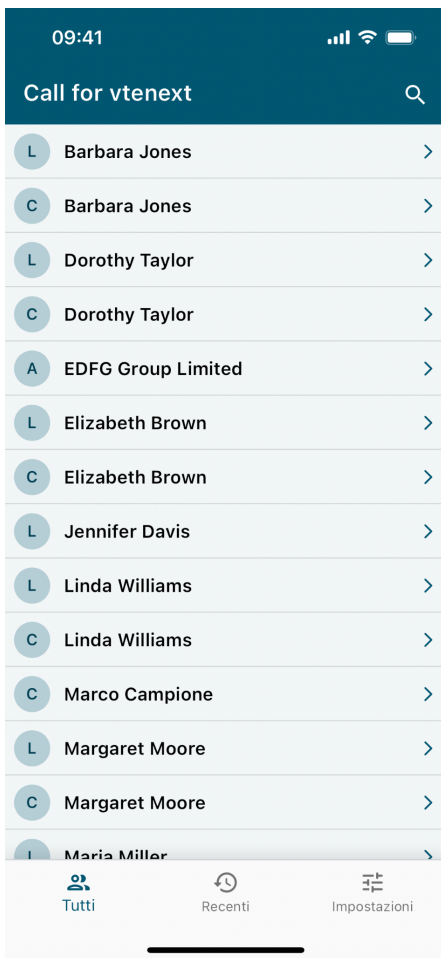 09:41
Call for vtenext
L Barbara Jones
C Barbara Jones
L Dorothy Taylor
C Dorothy Taylor
A EDFG Group Limited
L Elizabeth Brown
C Elizabeth Brown
L Jennifer Davis
L Linda Williams
C Linda Williams
C Marco Campione
L Margaret Moore
C Margaret Moore
L Maria Miller
Tutti Recenti Impostazioni